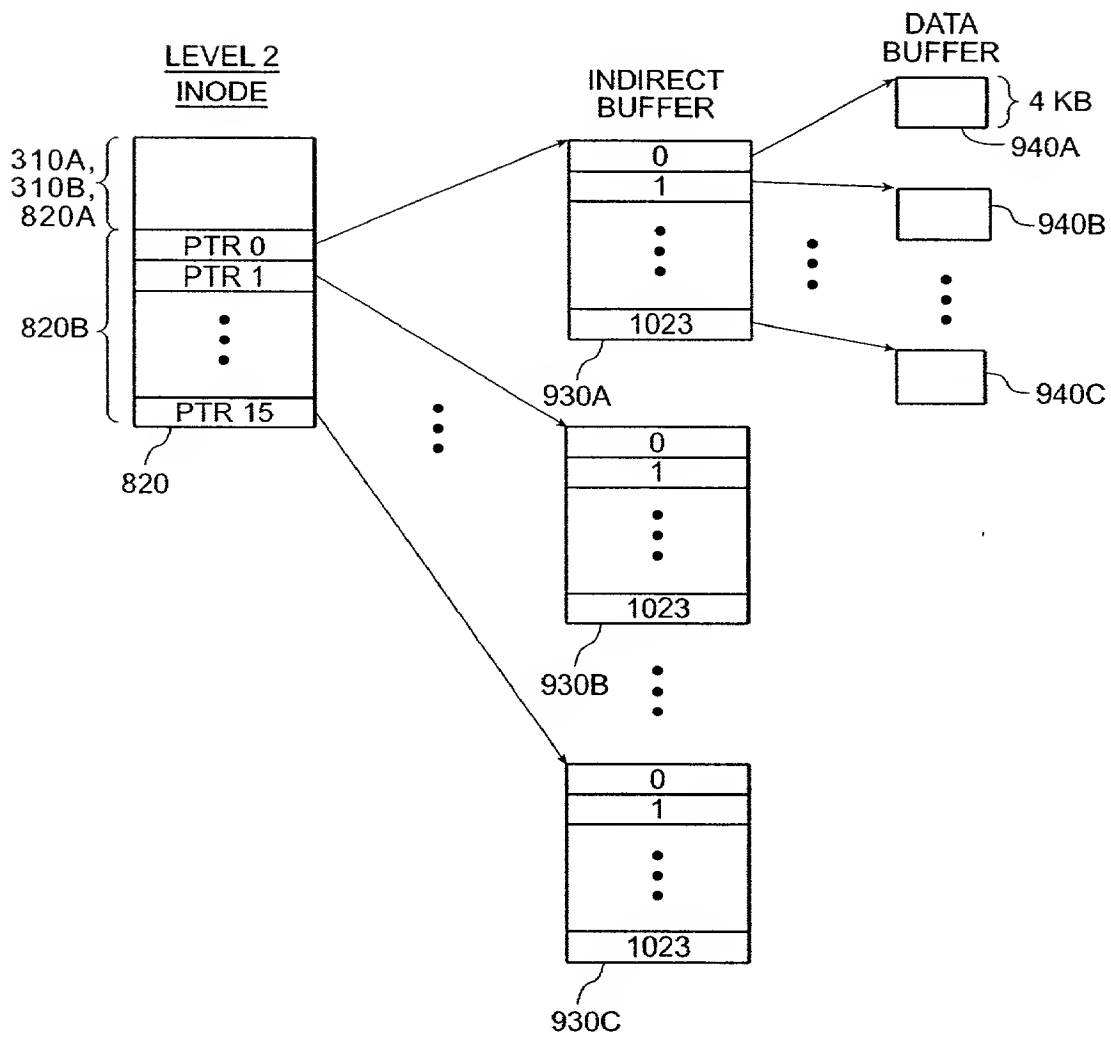 LEVEL 2
INODE
310A,
310B,
820A
PTR 0
PTR 1
820B
PTR 15
820
INDIRECT
BUFFER
0
1
1023
930A
0
1
1023
930B
0
1
1023
930C
DATA
BUFFER
4 KB
940A
940B
940C